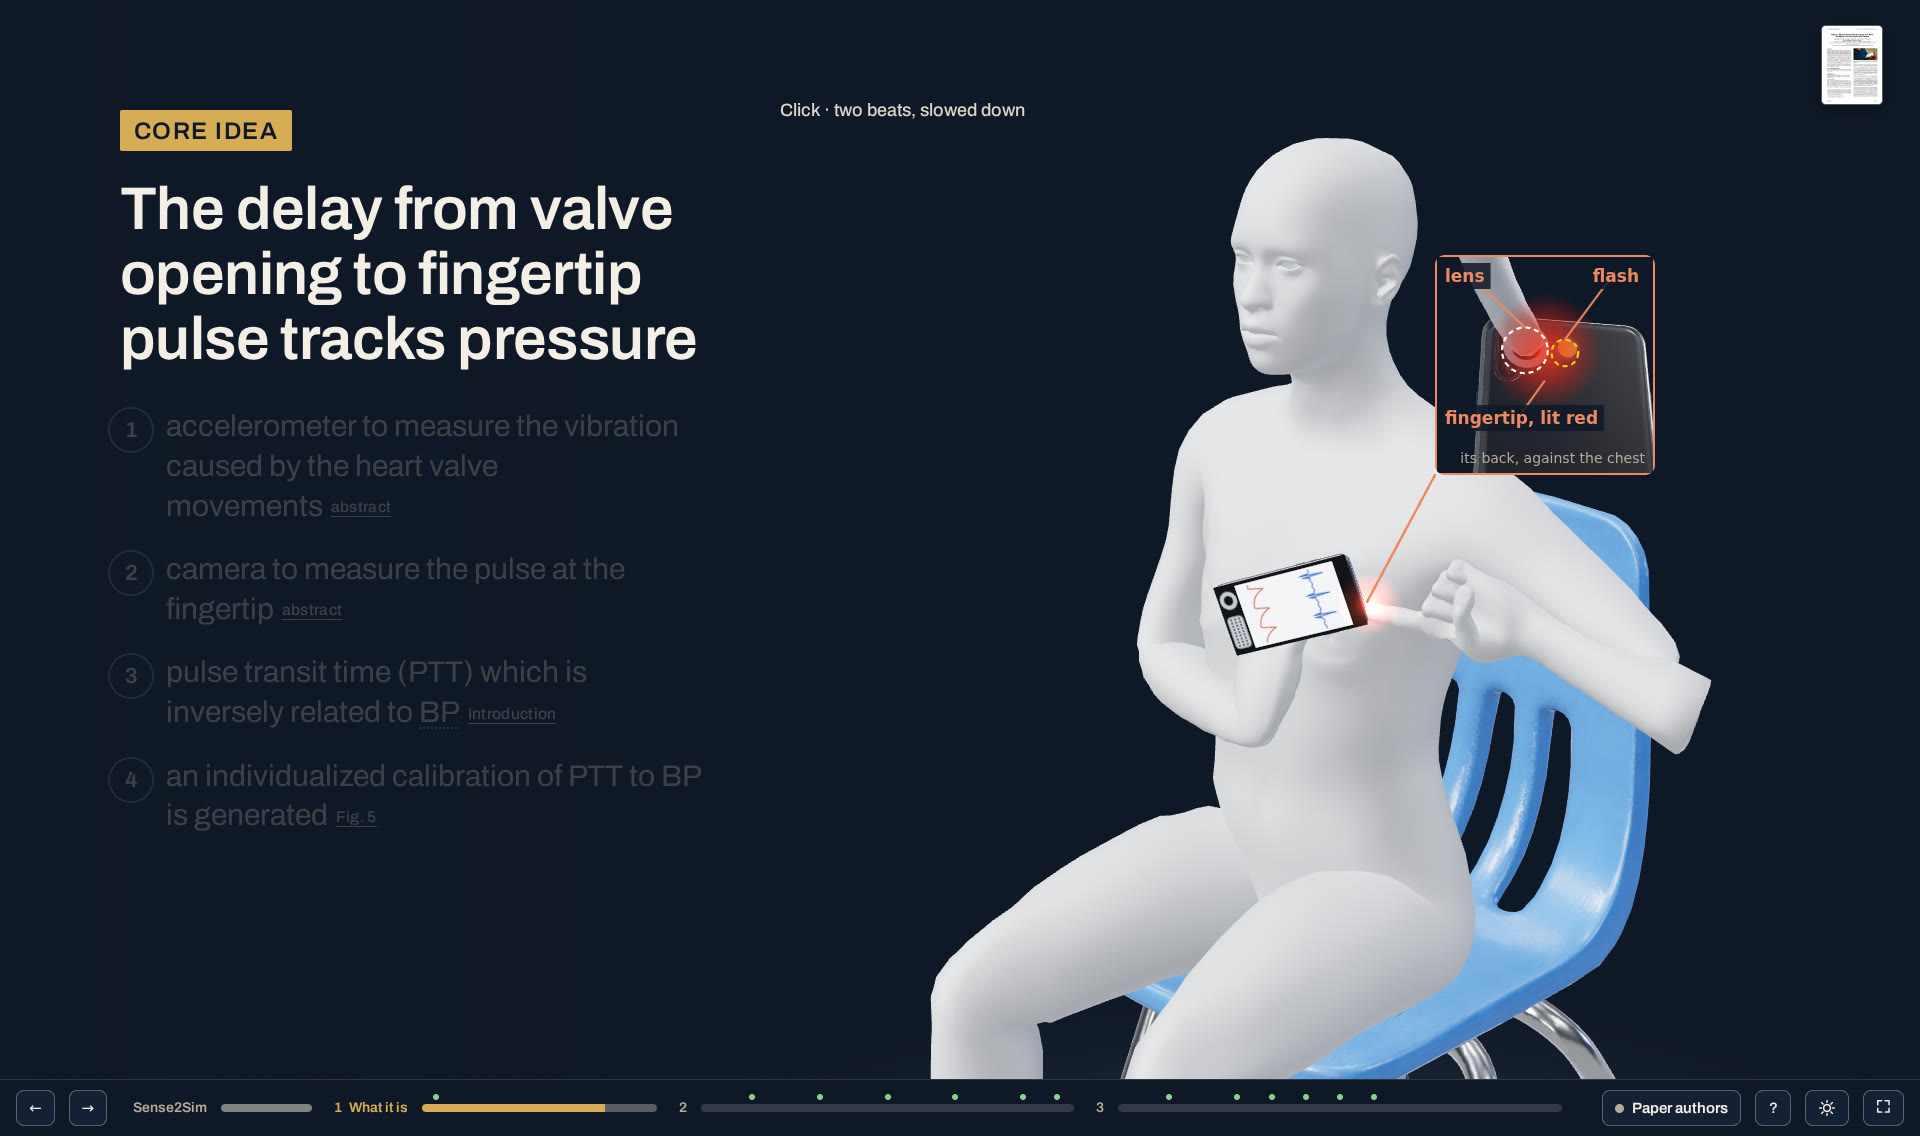 CORE IDEA
Click · two beats, slowed down
The delay from valve
opening to fingertip
pulse tracks pressure
1 accelerometer to measure the vibration
caused by the heart valve
movements abstract
2 camera to measure the pulse at the
fingertip abstract
3 pulse transit time (PTT) which is
inversely related to BP Introduction
4 an individualized calibration of PTT to BP
is generated Fig. 5
lens flash
fingertip, lit red
its back, against the chest
← → Sense2Sim 1 What it is 2 3 Paper authors ?